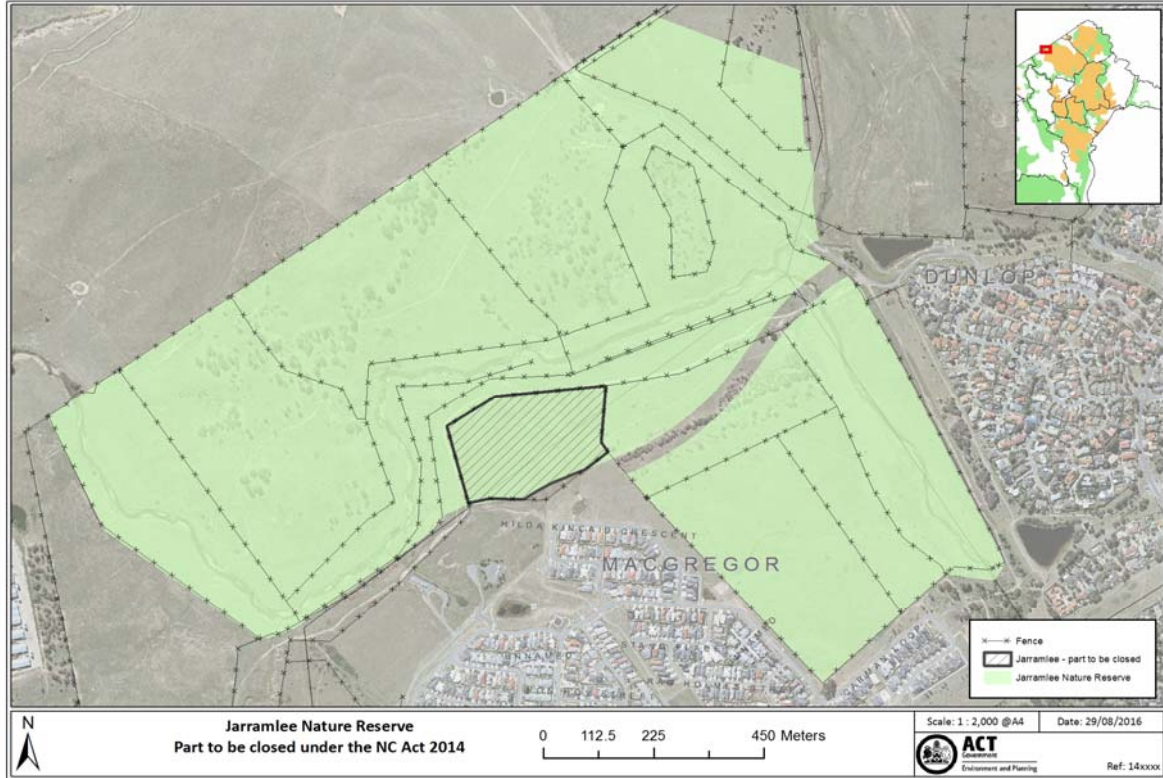 DUNLOP
HILDA KINCAID CRESCENT
MACGREGOR
Fence
Jarramlee - part to be closed
Jarramlee Nature Reserve
N
Jarramlee Nature Reserve
Part to be closed under the NC Act 2014
0 112.5 225 450 Meters
Scale: 1 : 2,000 @A4
Date: 29/08/2016
ACT
Government
Environment and Planning
Ref: 14xxxx